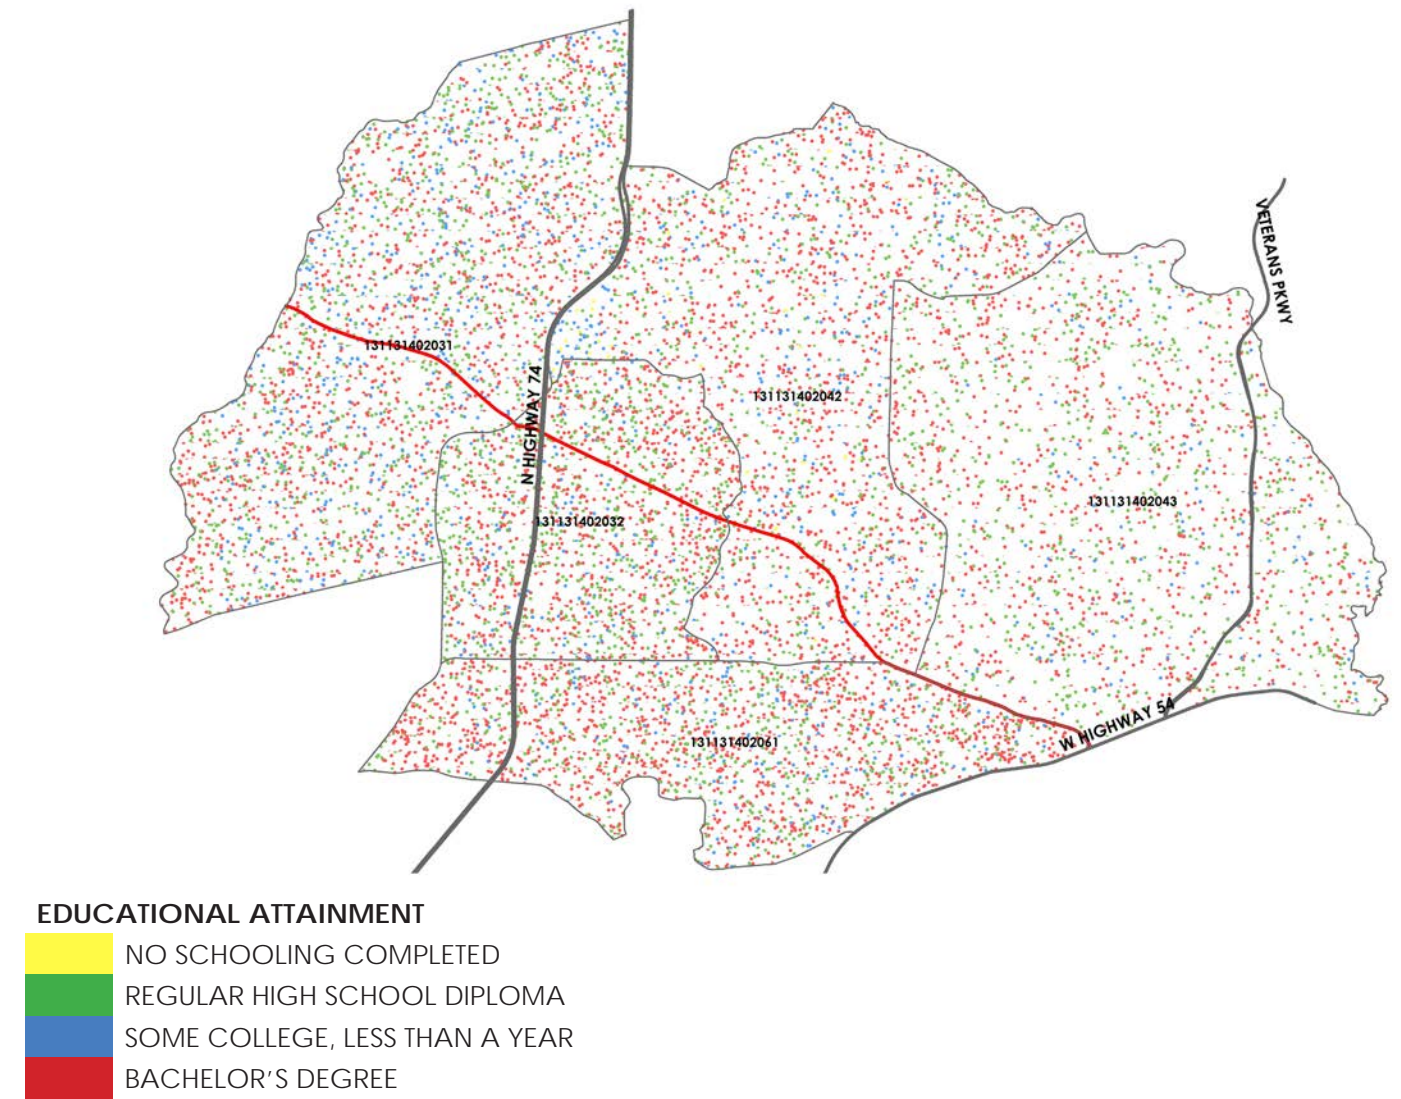 VETERANS PKWY
131131402031
N HIGHWAY 74
131131402042
131131402043
131131402032
W HIGHWAY 54
131131402061
EDUCATIONAL ATTAINMENT
NO SCHOOLING COMPLETED
REGULAR HIGH SCHOOL DIPLOMA
SOME COLLEGE, LESS THAN A YEAR
BACHELOR'S DEGREE